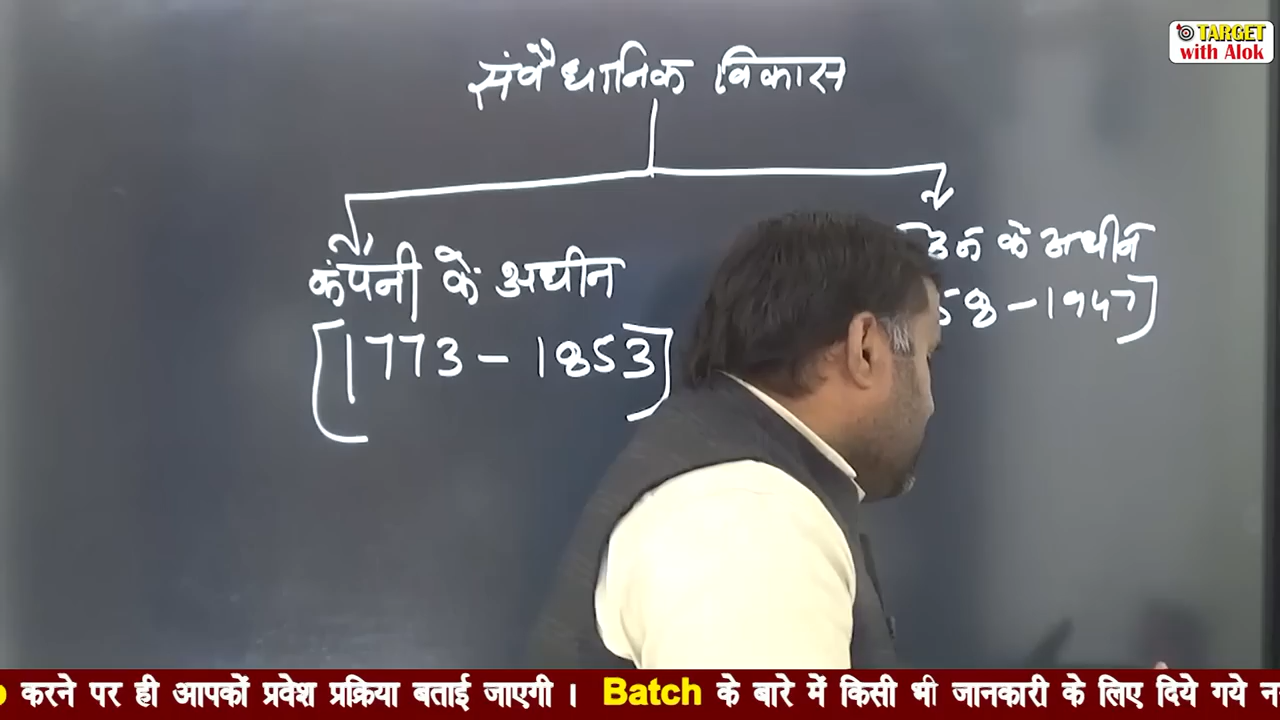 TARGET
with Alok
संवैधानिक विकास
कंपनी के अधीन
[1773 - 1853]
के अधीन
58 - 1947]
करने पर ही आपकों प्रवेश प्रक्रिया बताई जाएगी । Batch के बारे में किसी भी जानकारी के लिए दिये गये